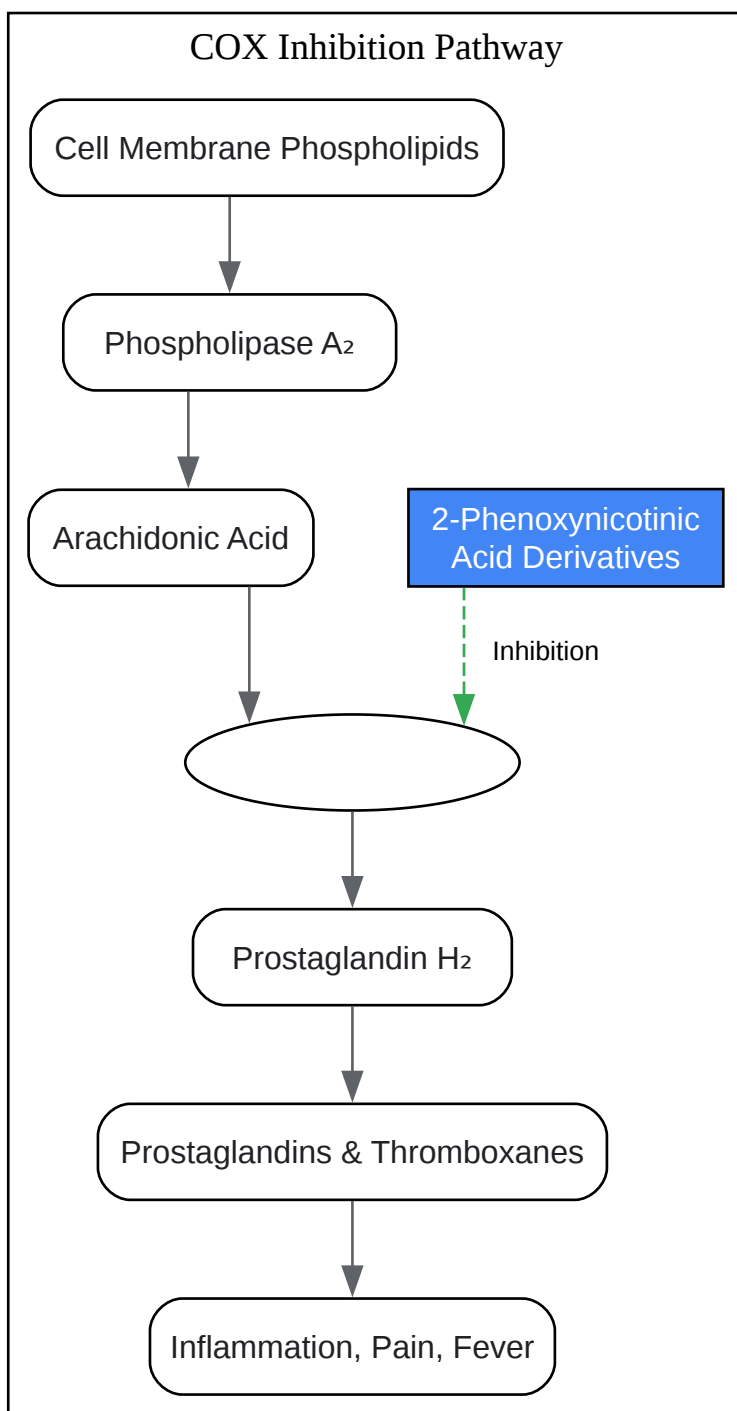 COX Inhibition Pathway
Cell Membrane Phospholipids
Phospholipase A₂
Arachidonic Acid
2-Phenoxynicotinic
Acid Derivatives
Inhibition
Prostaglandin H₂
Prostaglandins & Thromboxanes
Inflammation, Pain, Fever